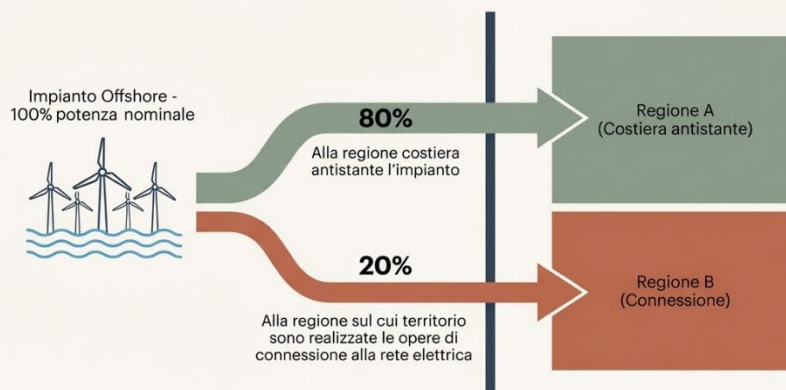 Impianto Offshore -
100% potenza nominale
80%
Alla regione costiera
antistante l'impianto
Regione A
(Costiera antistante)
20%
Alla regione sul cui territorio
sono realizzate le opere di
connessione alla rete elettrica
Regione B
(Connessione)